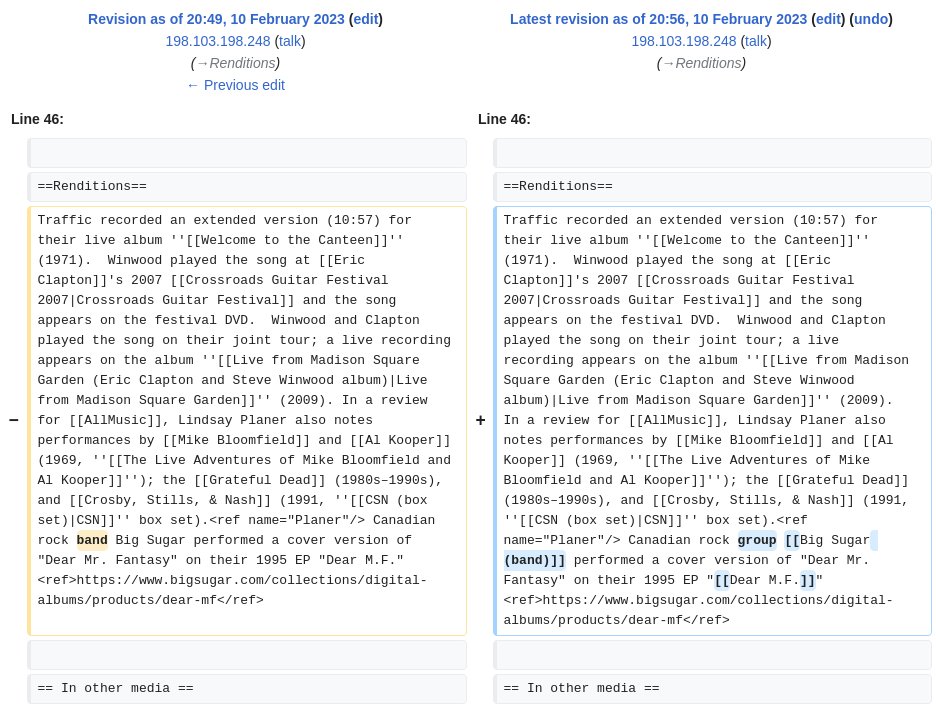 Revision as of 20:49, 10 February 2023 (edit)
198.103.198.248 (talk)
(→Renditions)
← Previous edit
Latest revision as of 20:56, 10 February 2023 (edit) (undo)
198.103.198.248 (talk)
(→Renditions)
Line 46:
Line 46:
==Renditions==
==Renditions==
−
Traffic recorded an extended version (10:57) for
their live album ''[[Welcome to the Canteen]]''
(1971).  Winwood played the song at [[Eric
Clapton]]'s 2007 [[Crossroads Guitar Festival
2007|Crossroads Guitar Festival]] and the song
appears on the festival DVD.  Winwood and Clapton
played the song on their joint tour; a live recording
appears on the album ''[[Live from Madison Square
Garden (Eric Clapton and Steve Winwood album)|Live
from Madison Square Garden]]'' (2009). In a review
for [[AllMusic]], Lindsay Planer also notes
performances by [[Mike Bloomfield]] and [[Al Kooper]]
(1969, ''[[The Live Adventures of Mike Bloomfield and
Al Kooper]]''); the [[Grateful Dead]] (1980s–1990s),
and [[Crosby, Stills, & Nash]] (1991, ''[[CSN (box
set)|CSN]]'' box set).<ref name="Planer"/> Canadian
rock band Big Sugar performed a cover version of
"Dear Mr. Fantasy" on their 1995 EP "Dear M.F."
<ref>https://www.bigsugar.com/collections/digital-
albums/products/dear-mf</ref>
+
Traffic recorded an extended version (10:57) for
their live album ''[[Welcome to the Canteen]]''
(1971).  Winwood played the song at [[Eric
Clapton]]'s 2007 [[Crossroads Guitar Festival
2007|Crossroads Guitar Festival]] and the song
appears on the festival DVD.  Winwood and Clapton
played the song on their joint tour; a live
recording appears on the album ''[[Live from Madison
Square Garden (Eric Clapton and Steve Winwood
album)|Live from Madison Square Garden]]'' (2009).
In a review for [[AllMusic]], Lindsay Planer also
notes performances by [[Mike Bloomfield]] and [[Al
Kooper]] (1969, ''[[The Live Adventures of Mike
Bloomfield and Al Kooper]]''); the [[Grateful Dead]]
(1980s–1990s), and [[Crosby, Stills, & Nash]] (1991,
''[[CSN (box set)|CSN]]'' box set).<ref
name="Planer"/> Canadian rock group [[Big Sugar
(band)]] performed a cover version of "Dear Mr.
Fantasy" on their 1995 EP "[[Dear M.F.]]"
<ref>https://www.bigsugar.com/collections/digital-
albums/products/dear-mf</ref>
== In other media ==
== In other media ==